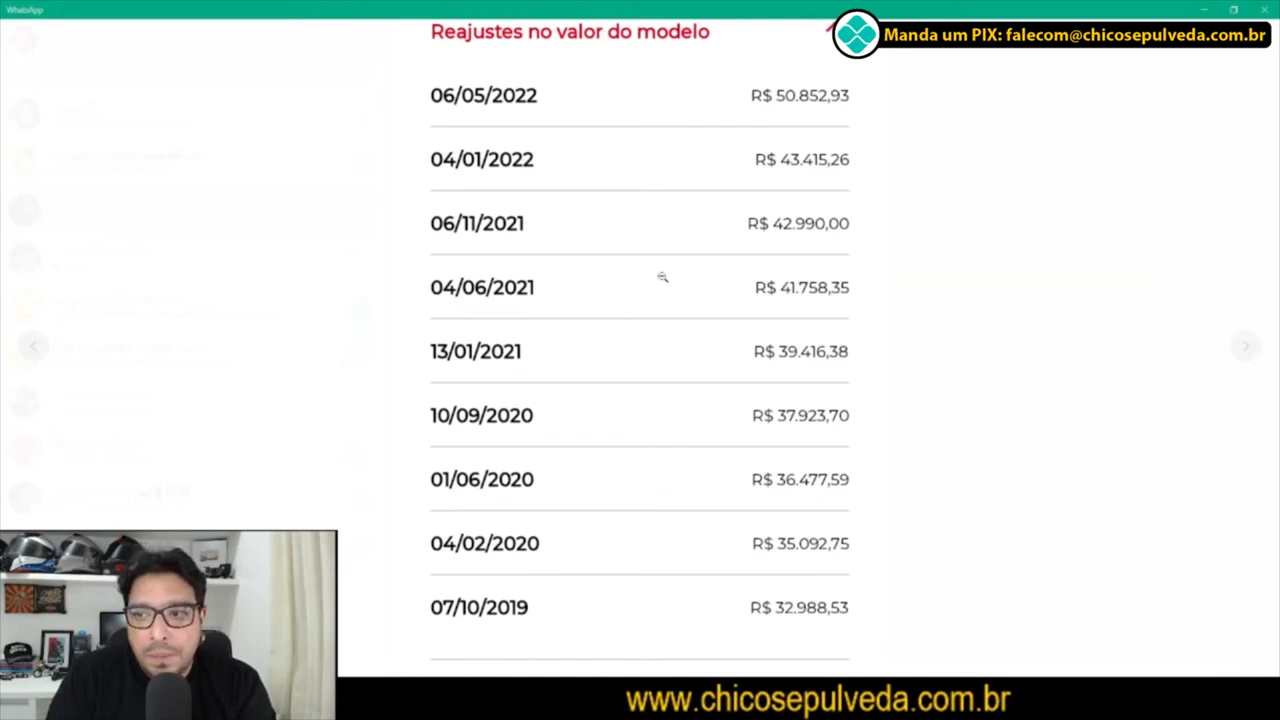 WhatsApp
Reajustes no valor do modelo
Manda um PIX: falecom@chicosepulveda.com.br
06/05/2022 R$ 50.852,93
04/01/2022 R$ 43.415,26
06/11/2021 R$ 42.990,00
04/06/2021 R$ 41.758,35
13/01/2021 R$ 39.416,38
10/09/2020 R$ 37.923,70
01/06/2020 R$ 36.477,59
04/02/2020 R$ 35.092,75
07/10/2019 R$ 32.988,53
www.chicosepulveda.com.br